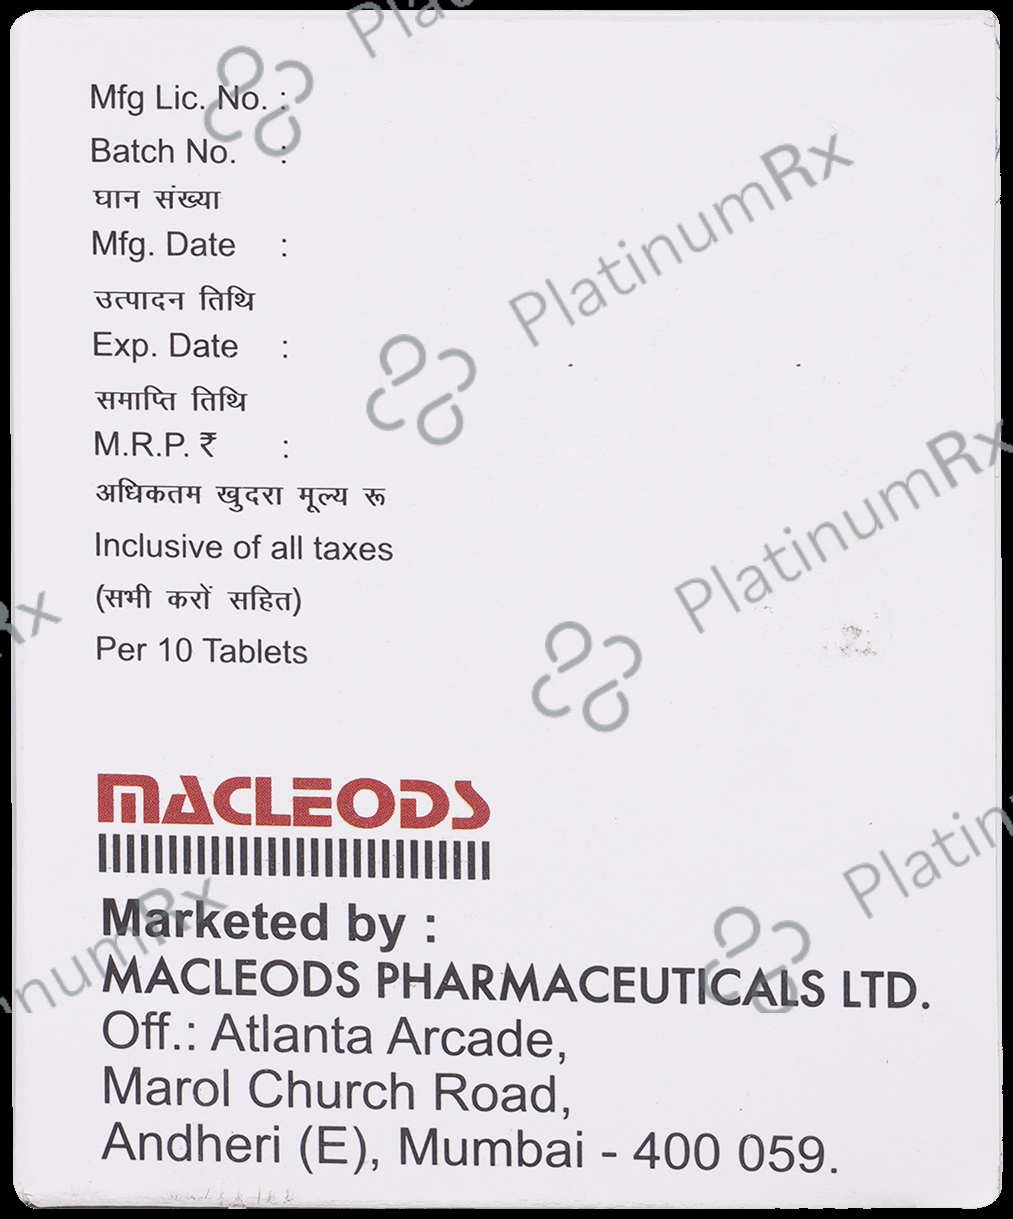 Mfg Lic. No. :
Batch No. :
घान संख्या
Mfg. Date :
उत्पादन तिथि
Exp. Date :
समाप्ति तिथि
M.R.P. ₹ :
अधिकतम खुदरा मूल्य रू
Inclusive of all taxes
(सभी करों सहित)
Per 10 Tablets
MACLEODS
Marketed by :
MACLEODS PHARMACEUTICALS LTD.
Off.: Atlanta Arcade,
Marol Church Road,
Andheri (E), Mumbai - 400 059.
PlatinumRx
PlatinumRx